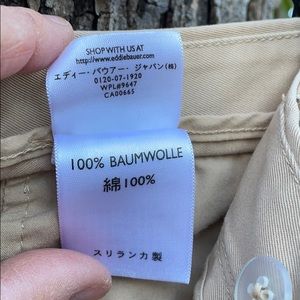 SHOP WITH US AT
http://www.eddiebauer.com
エディー・バウアー・ジャパン(株)
0120-07-1920
WPL#9647
CA00665
100% BAUMWOLLE
綿100%
スリランカ製